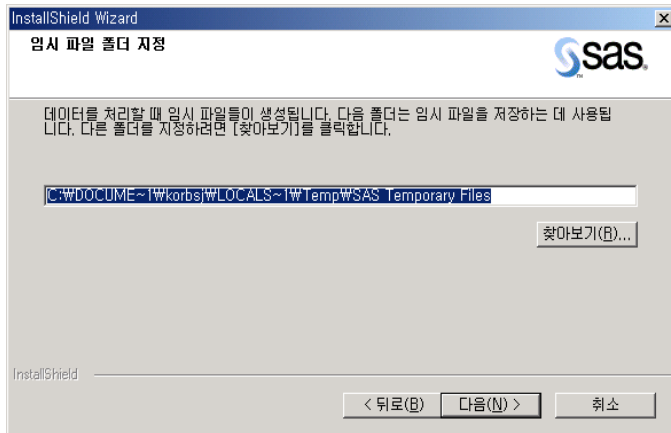 InstallShield Wizard
임시 파일 폴더 지정
sas.
데이터를 처리할 때 임시 파일들이 생성됩니다. 다음 폴더는 임시 파일을 저장하는 데 사용됩
니다. 다른 폴더를 지정하려면 [찾아보기]를 클릭합니다.
C:₩DOCUME~1₩korbsj₩LOCALS~1₩Temp₩SAS Temporary Files
찾아보기(R)...
InstallShield
< 뒤로(B) 다음(N) > 취소